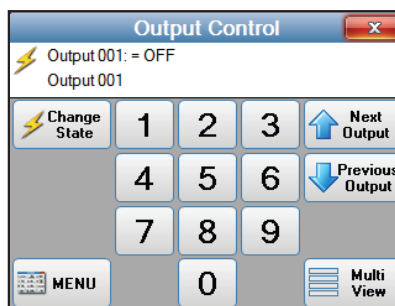 Output Control
x
Output 001: = OFF
Output 001
Change State
1
2
3
Next Output
4
5
6
Previous Output
7
8
9
MENU
0
Multi View